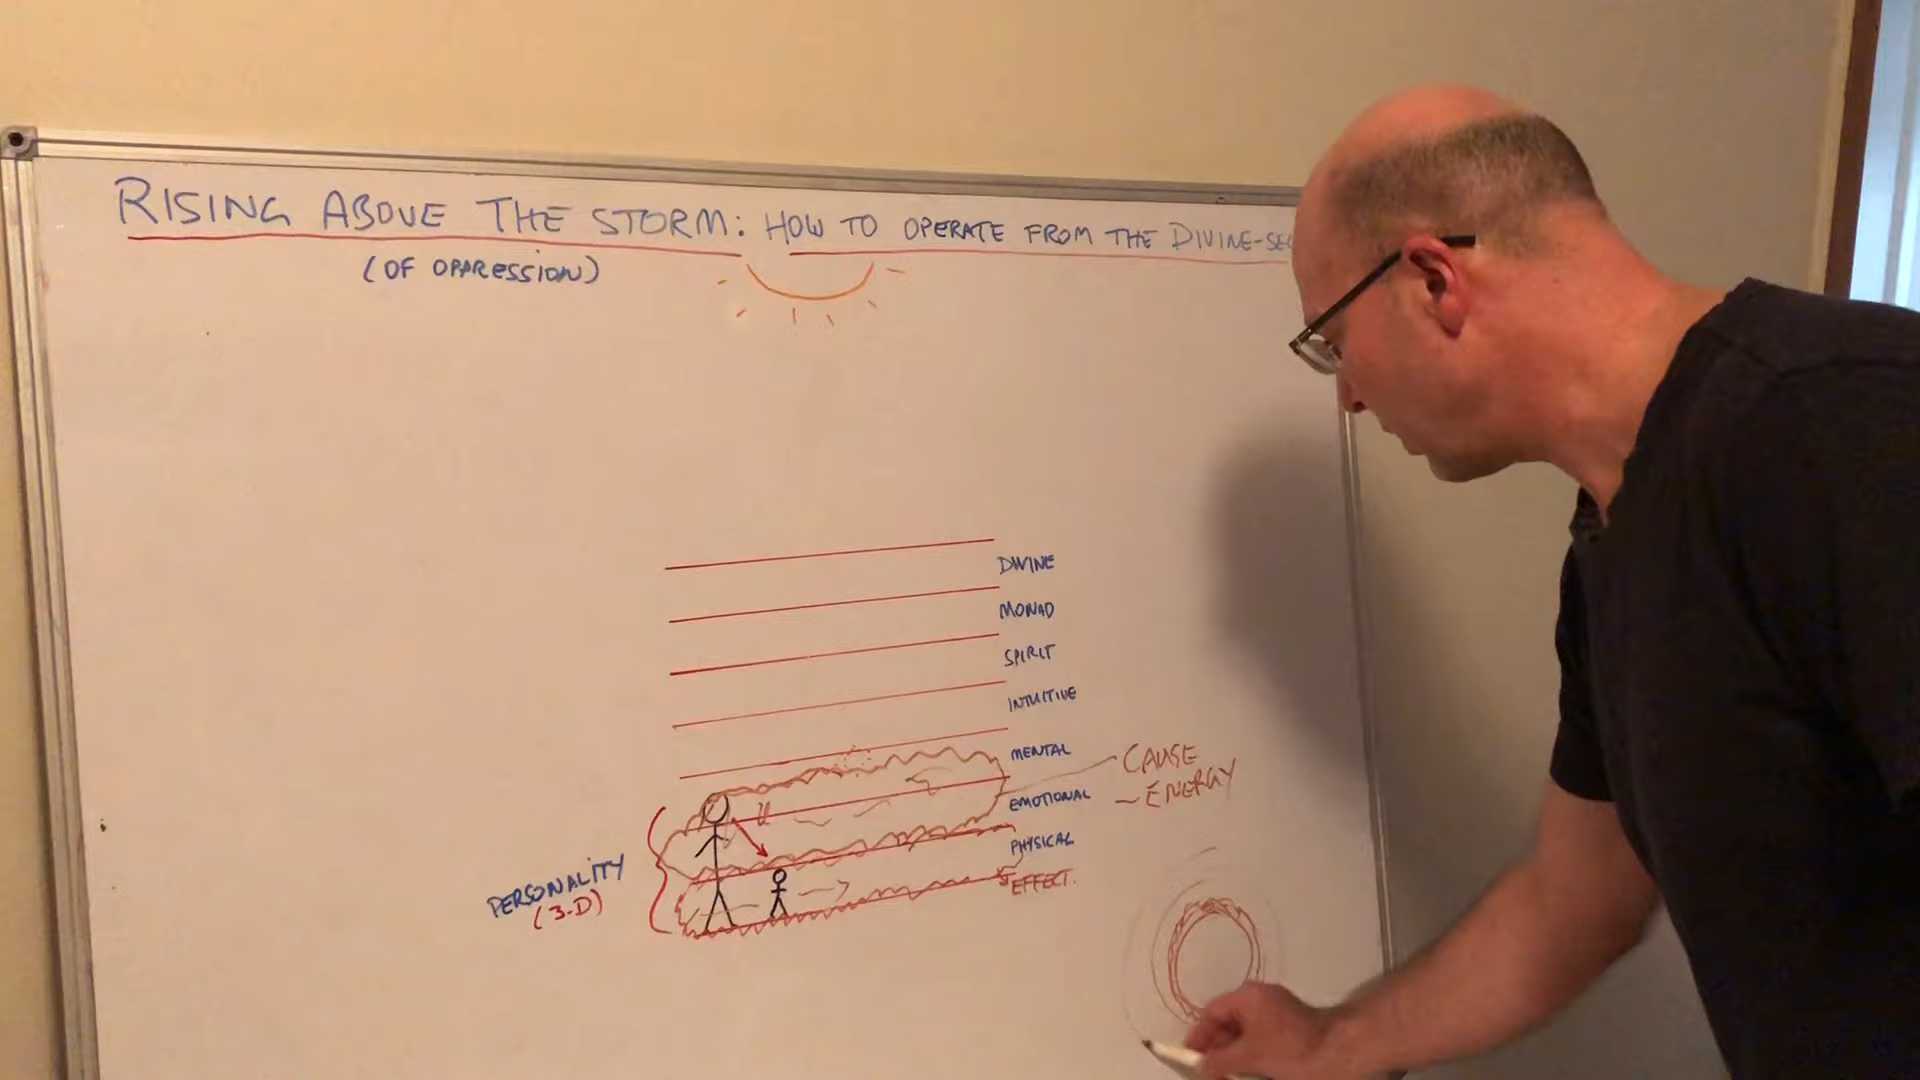 RISING ABOVE THE STORM: HOW TO OPERATE FROM THE DIVINE-SE
(OF OPPRESSION)
DIVINE
MONAD
SPIRIT
INTUITIVE
MENTAL
CAUSE
EMOTIONAL
- ENERGY
PHYSICAL
PERSONALITY
(3-D)
EFFECT.